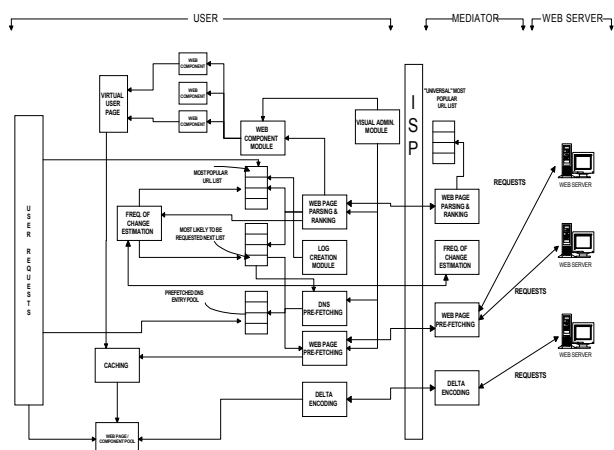 USER
MEDIATOR
WEB SERVER
WEB
COMPONENT
WEB
COMPONENT
WEB
COMPONENT
VIRTUAL
USER
PAGE
WEB
COMPONENT
MODULE
VISUAL ADMIN.
MODULE
I
S
P
"UNIVERSAL" MOST
POPULAR
URL LIST
MOST POPULAR
URL LIST
U
S
E
R
R
E
Q
U
E
S
T
S
FREQ. OF
CHANGE
ESTIMATION
WEB PAGE
PARSING &
RANKING
WEB PAGE
PARSING &
RANKING
REQUESTS
WEB SERVER
MOST LIKELY TO BE
REQUESTED NEXT LIST
LOG
CREATION
MODULE
FREQ. OF
CHANGE
ESTIMATION
WEB SERVER
PREFETCHED DNS
ENTRY POOL
DNS
PRE-FETCHING
REQUESTS
WEB PAGE
PRE-FETCHING
WEB PAGE
PRE-FETCHING
WEB SERVER
CACHING
DELTA
ENCODING
DELTA
ENCODING
REQUESTS
WEB PAGE /
COMPONENT POOL